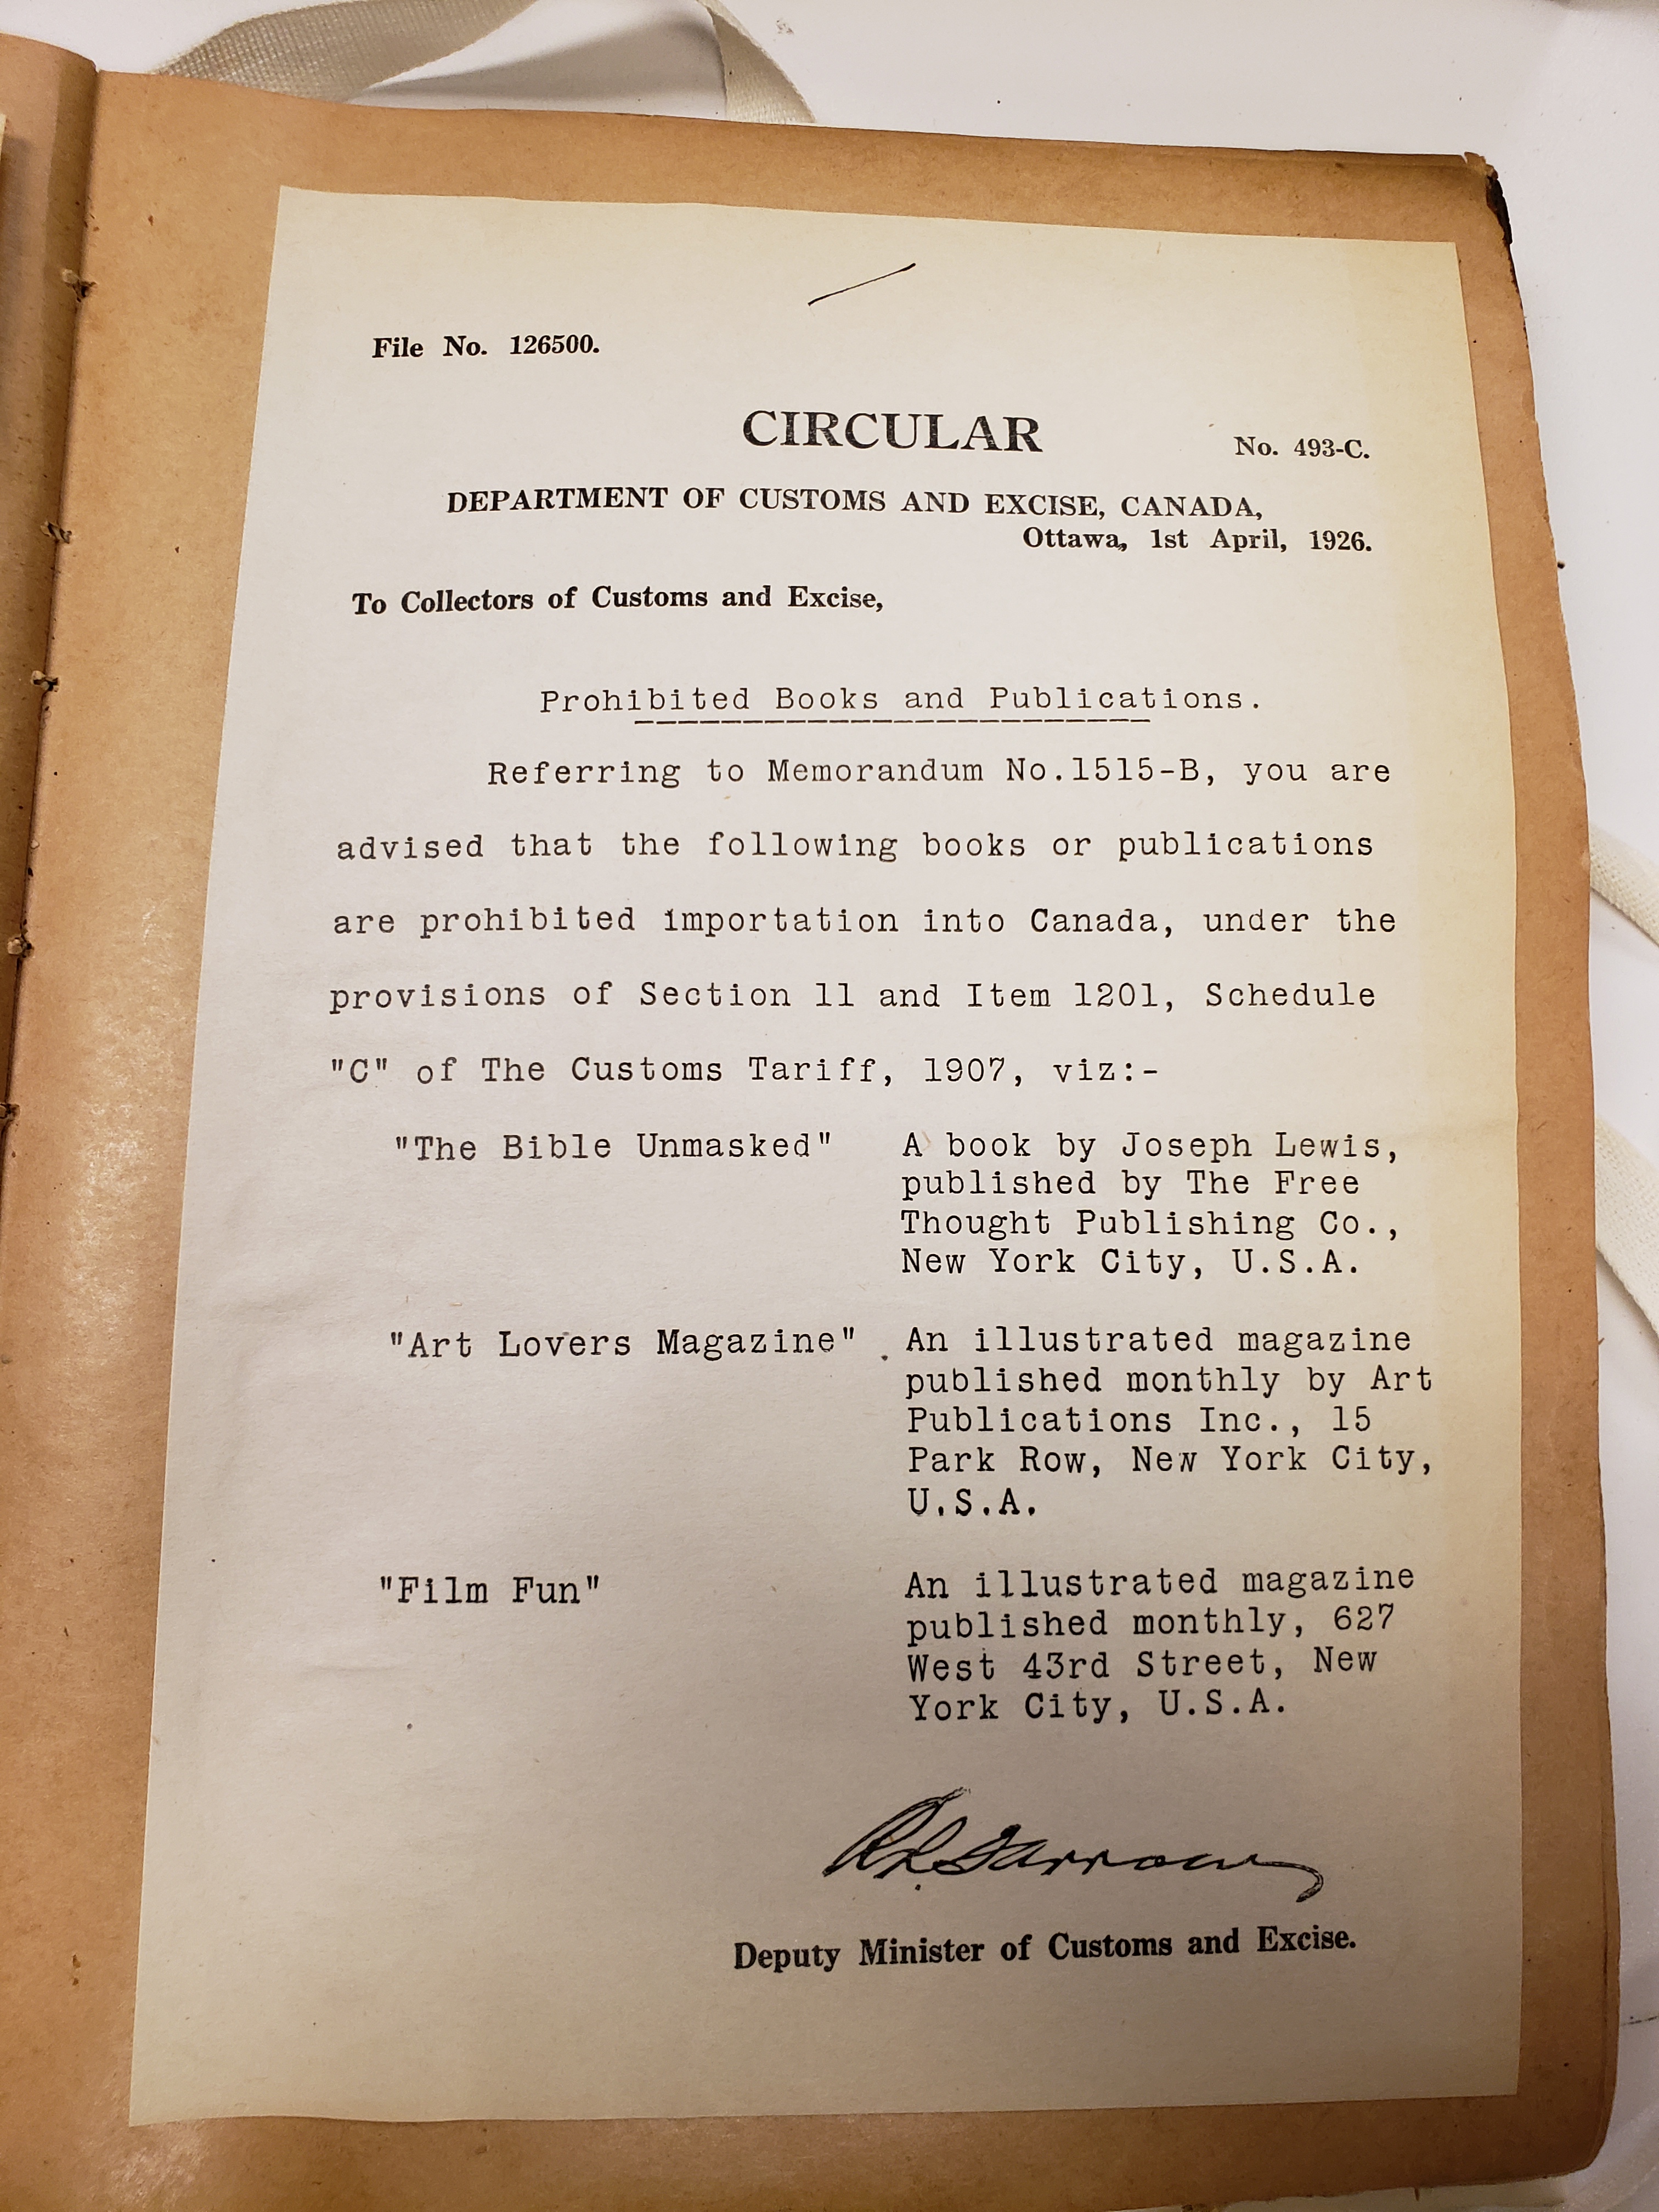 File No. 126500.
CIRCULAR
No. 493-C.
DEPARTMENT OF CUSTOMS AND EXCISE, CANADA,
Ottawa, 1st April, 1926.
To Collectors of Customs and Excise,
Prohibited Books and Publications.
Referring to Memorandum No.1515-B, you are
advised that the following books or publications
are prohibited importation into Canada, under the
provisions of Section 11 and Item 1201, Schedule
"C" of The Customs Tariff, 1907, viz:-
"The Bible Unmasked" A book by Joseph Lewis,
published by The Free
Thought Publishing Co.,
New York City, U.S.A.
"Art Lovers Magazine" An illustrated magazine
published monthly by Art
Publications Inc., 15
Park Row, New York City,
U.S.A.
"Film Fun" An illustrated magazine
published monthly, 627
West 43rd Street, New
York City, U.S.A.
Deputy Minister of Customs and Excise.